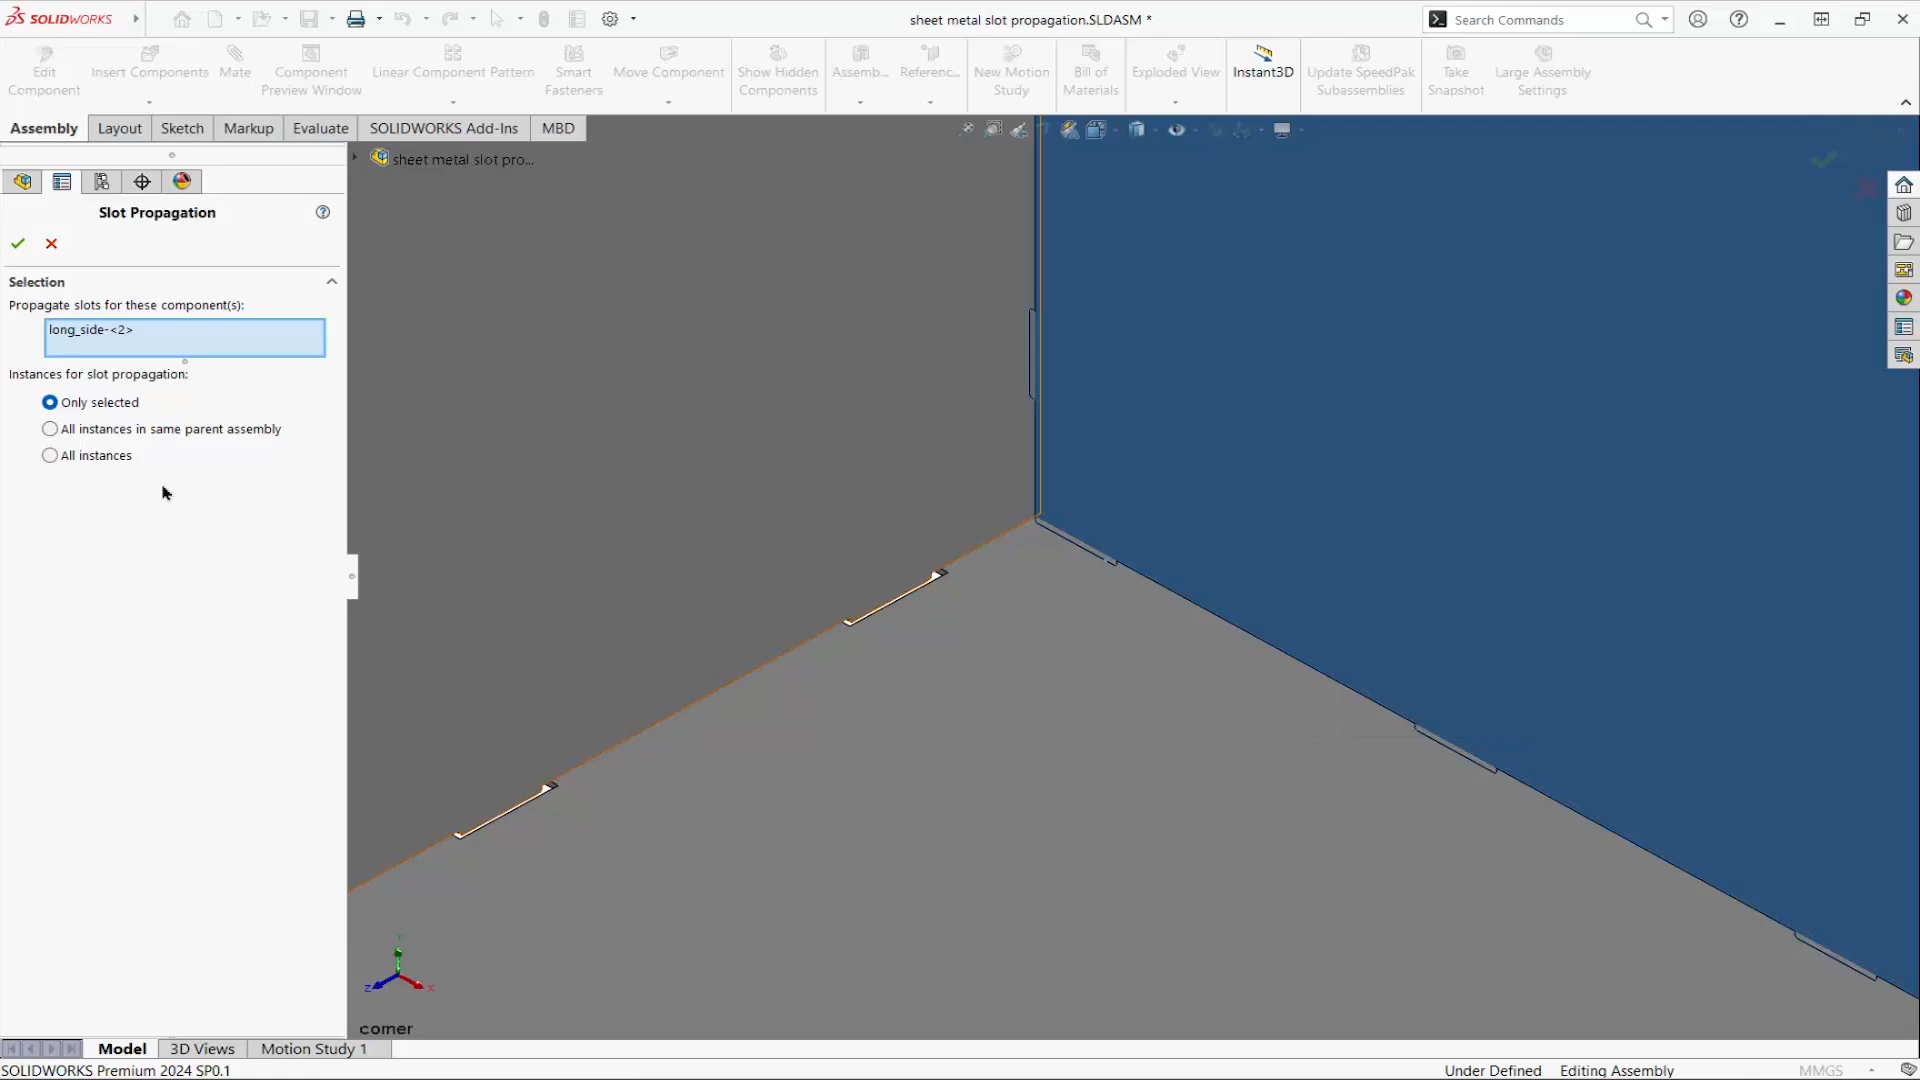 SOLIDWORKS
sheet metal slot propagation.SLDASM *
Search Commands
Edit Component
Insert Components
Mate
Component Preview Window
Linear Component Pattern
Smart Fasteners
Move Component
Show Hidden Components
Assemb...
Referenc...
New Motion Study
Bill of Materials
Exploded View
Instant3D
Update SpeedPak Subassemblies
Take Snapshot
Large Assembly Settings
Assembly
Layout
Sketch
Markup
Evaluate
SOLIDWORKS Add-Ins
MBD
sheet metal slot pro...
Slot Propagation
Selection
Propagate slots for these component(s):
long_side-<2>
Instances for slot propagation:
Only selected
All instances in same parent assembly
All instances
Y
Z
X
corner
Model
3D Views
Motion Study 1
SOLIDWORKS Premium 2024 SP0.1
Under Defined
Editing Assembly
MMGS